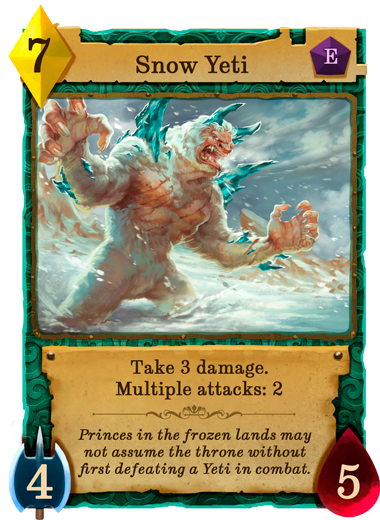 7
Snow Yeti
E
Take 3 damage.
Multiple attacks: 2
Princes in the frozen lands may
not assume the throne without
first defeating a Yeti in combat.
4
5